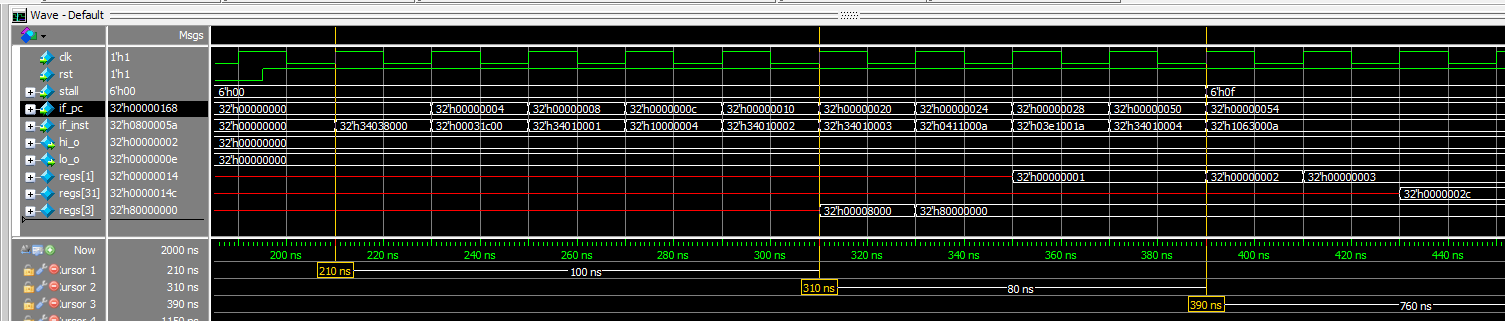 Wave - Default
Msgs
clk 1'h1
rst 1'h1
stall 6'h00 6'h00 6'h0f
if_pc 32'h00000168 32'h00000000 32'h00000004 32'h00000008 32'h0000000c 32'h00000010 32'h00000020 32'h00000024 32'h00000028 32'h00000050 32'h00000054
if_inst 32'h0800005a 32'h00000000 32'h34038000 32'h00031c00 32'h34010001 32'h10000004 32'h34010002 32'h34010003 32'h0411000a 32'h03e1001a 32'h34010004 32'h1063000a
hi_o 32'h00000002 32'h00000000
lo_o 32'h0000000e 32'h00000000
regs[1] 32'h00000014 32'h00000001 32'h00000002 32'h00000003
regs[31] 32'h0000014c 32'h0000002c
regs[3] 32'h80000000 32'h00008000 32'h80000000
Now 2000 ns 200 ns 220 ns 240 ns 260 ns 280 ns 300 ns 320 ns 340 ns 360 ns 380 ns 400 ns 420 ns 440 ns
Cursor 1 210 ns 210 ns 100 ns
Cursor 2 310 ns 310 ns 80 ns
Cursor 3 390 ns 390 ns 760 ns